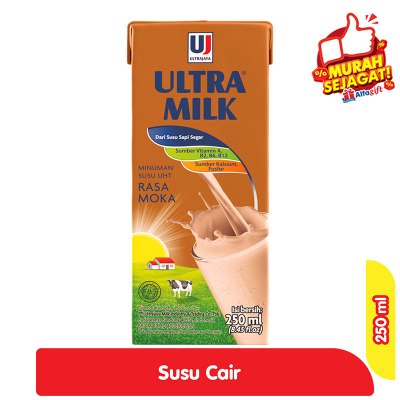 UJ
ULTRAJAYA
ULTRA®
MILK
Dari Susu Sapi Segar
Sumber Vitamin A,
B2, B6, B12
Sumber Kalsium,
Fosfor
MINUMAN
SUSU UHT
RASA
MOKA
Isi bersih:
250 ml
(8.45 fl.oz)
%MURAH
SEJAGAT!
Alfagift
250 ml
Susu Cair